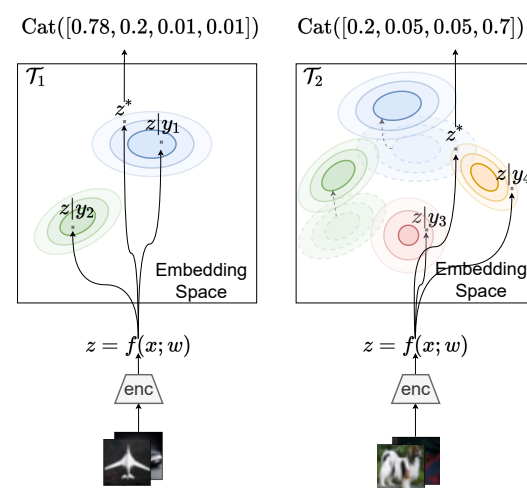 Cat([0.78, 0.2, 0.01, 0.01])
Cat([0.2, 0.05, 0.05, 0.7])
𝒯₁
z*
z|y₁
z|y₂
Embedding
Space
𝒯₂
z*
z|y₄
z|y₃
Embedding
Space
z = f(x; w)
z = f(x; w)
enc
enc